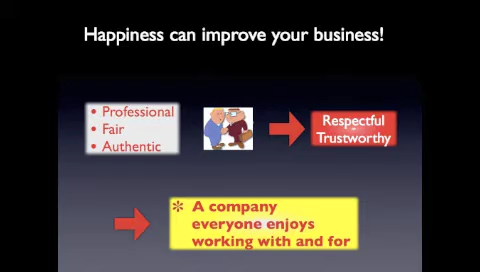 Happiness can improve your business!
• Professional
• Fair
• Authentic
Respectful
Trustworthy
* A company
everyone enjoys
working with and for